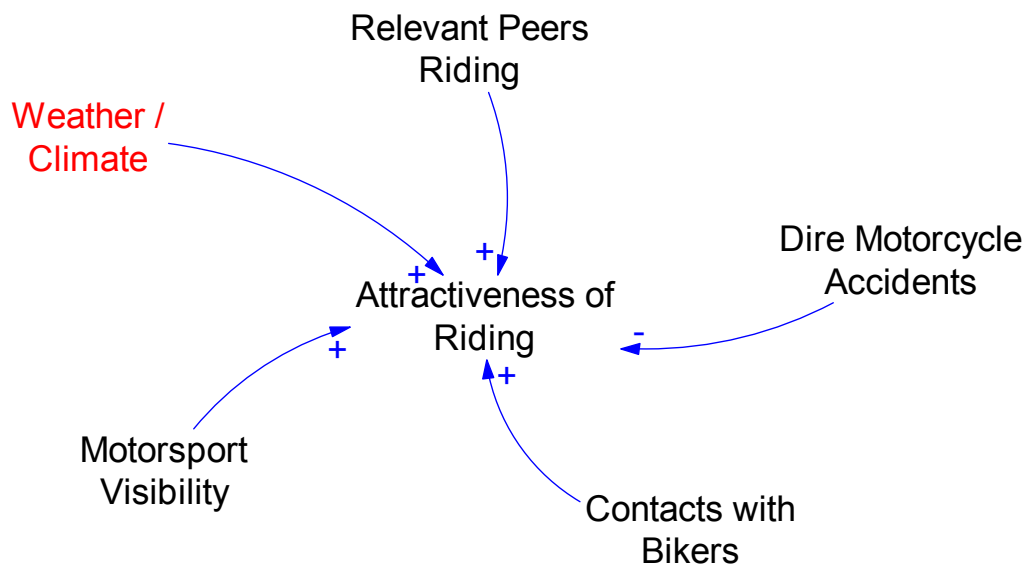 Relevant Peers
Riding
Weather /
Climate
Dire Motorcycle
Accidents
+
+
Attractiveness of
Riding
-
+
+
Motorsport
Visibility
Contacts with
Bikers